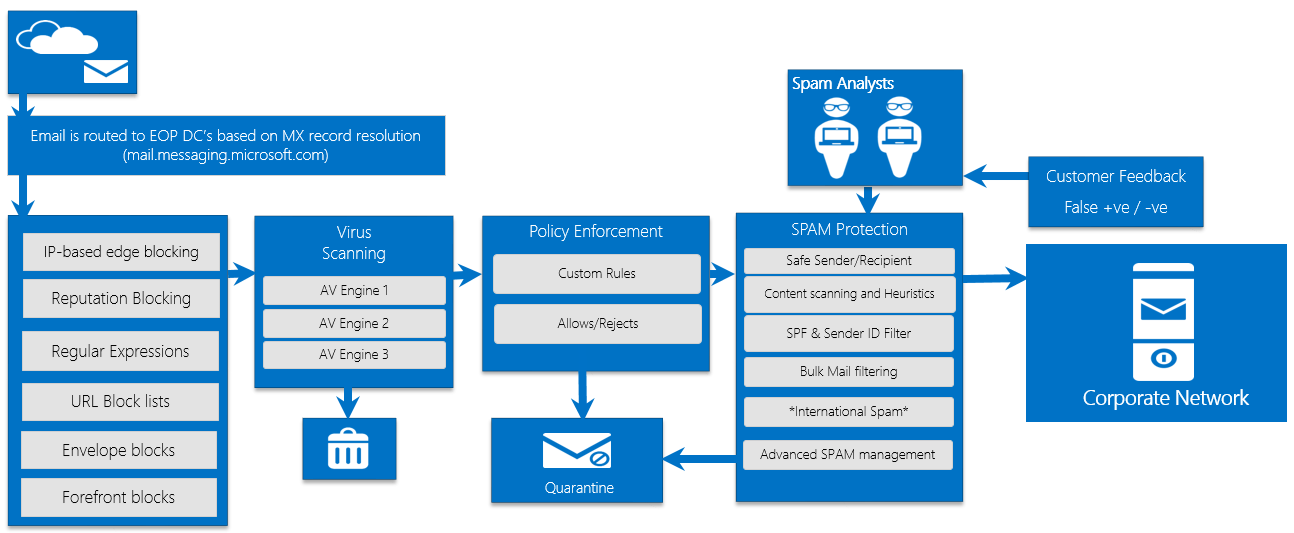 Email is routed to EOP DC's based on MX record resolution
(mail.messaging.microsoft.com)
IP-based edge blocking
Reputation Blocking
Regular Expressions
URL Block lists
Envelope blocks
Forefront blocks
Virus
Scanning
AV Engine 1
AV Engine 2
AV Engine 3
Policy Enforcement
Custom Rules
Allows/Rejects
Quarantine
Spam Analysts
Customer Feedback
False +ve / -ve
SPAM Protection
Safe Sender/Recipient
Content scanning and Heuristics
SPF & Sender ID Filter
Bulk Mail filtering
*International Spam*
Advanced SPAM management
Corporate Network